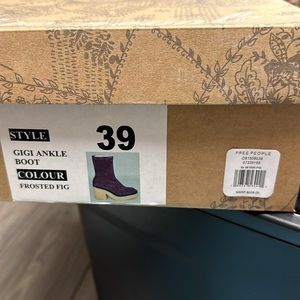 STYLE
GIGI ANKLE
BOOT
COLOUR
FROSTED FIG
39
FREE PEOPLE